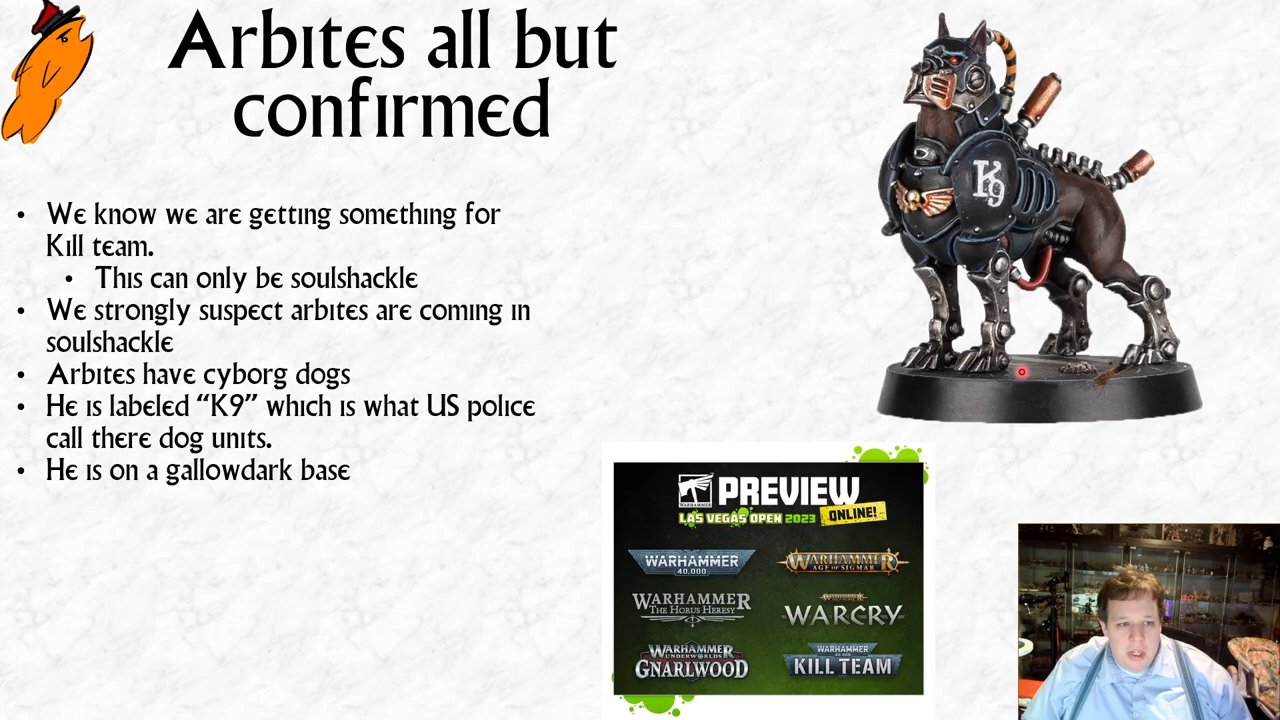 Arbites all but
confirmed
• We know we are getting something for
Kill team.
• This can only be soulshackle
• We strongly suspect arbites are coming in
soulshackle
• Arbites have cyborg dogs
• He is labeled “K9” which is what US police
call there dog units.
• He is on a gallowdark base
K9
WARHAMMER
PREVIEW
LAS VEGAS OPEN 2023 ONLINE!
WARHAMMER
40,000
WARHAMMER
AGE OF SIGMAR
WARHAMMER
THE HORUS HERESY
WARHAMMER
WARCRY
WARHAMMER
UNDERWORLDS
GNARLWOOD
WARHAMMER
40,000
KILL TEAM